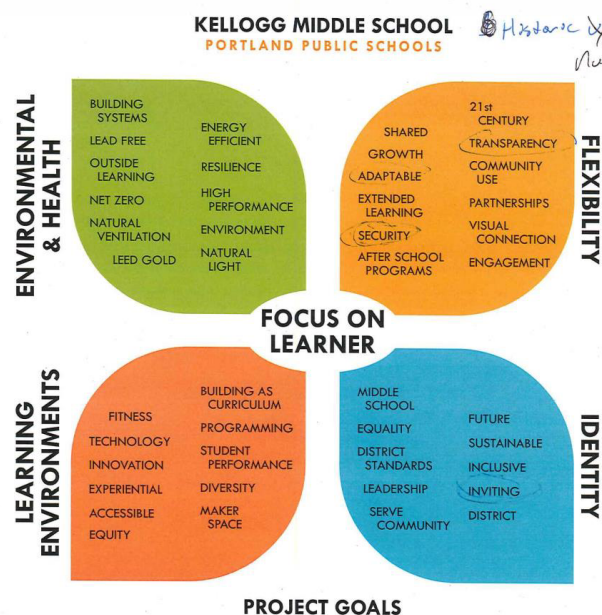 KELLOGG MIDDLE SCHOOL
PORTLAND PUBLIC SCHOOLS
Historic
ENVIRONMENTAL
& HEALTH
BUILDING
SYSTEMS
LEAD FREE
OUTSIDE
LEARNING
NET ZERO
NATURAL
VENTILATION
LEED GOLD
ENERGY
EFFICIENT
RESILIENCE
HIGH
PERFORMANCE
ENVIRONMENT
NATURAL
LIGHT
SHARED
GROWTH
ADAPTABLE
EXTENDED
LEARNING
SECURITY
AFTER SCHOOL
PROGRAMS
21st
CENTURY
TRANSPARENCY
COMMUNITY
USE
PARTNERSHIPS
VISUAL
CONNECTION
ENGAGEMENT
FLEXIBILITY
FOCUS ON
LEARNER
LEARNING
ENVIRONMENTS
FITNESS
TECHNOLOGY
INNOVATION
EXPERIENTIAL
ACCESSIBLE
EQUITY
BUILDING AS
CURRICULUM
PROGRAMMING
STUDENT
PERFORMANCE
DIVERSITY
MAKER
SPACE
MIDDLE
SCHOOL
EQUALITY
DISTRICT
STANDARDS
LEADERSHIP
SERVE
COMMUNITY
FUTURE
SUSTAINABLE
INCLUSIVE
INVITING
DISTRICT
IDENTITY
PROJECT GOALS